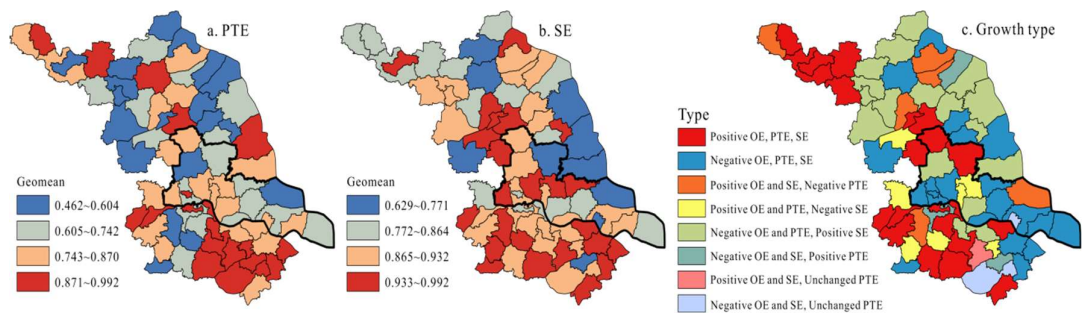 a. PTE
Geomean
0.462~0.604
0.605~0.742
0.743~0.870
0.871~0.992
b. SE
Geomean
0.629~0.771
0.772~0.864
0.865~0.932
0.933~0.992
c. Growth type
Type
Positive OE, PTE, SE
Negative OE, PTE, SE
Positive OE and SE, Negative PTE
Positive OE and PTE, Negative SE
Negative OE and PTE, Positive SE
Negative OE and SE, Positive PTE
Positive OE and SE, Unchanged PTE
Negative OE and SE, Unchanged PTE